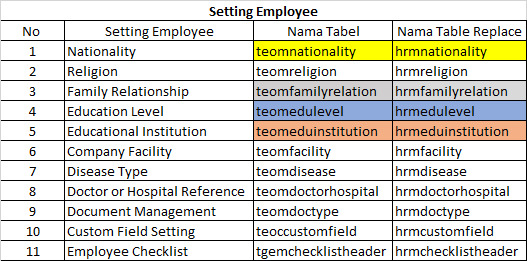 Setting Employee
No Setting Employee Nama Tabel Nama Table Replace
1 Nationality teomnationality hrmnationality
2 Religion teomreligion hrmreligion
3 Family Relationship teomfamilyrelation hrmfamilyrelation
4 Education Level teomedulevel hrmedulevel
5 Educational Institution teomeduinstitution hrmeduinstitution
6 Company Facility teomfacility hrmfacility
7 Disease Type teomdisease hrmdisease
8 Doctor or Hospital Reference teomdoctorhospital hrmdoctorhospital
9 Document Management teomdoctype hrmdoctype
10 Custom Field Setting teoccustomfield hrmcustomfield
11 Employee Checklist tgemchecklistheader hrmchecklistheader